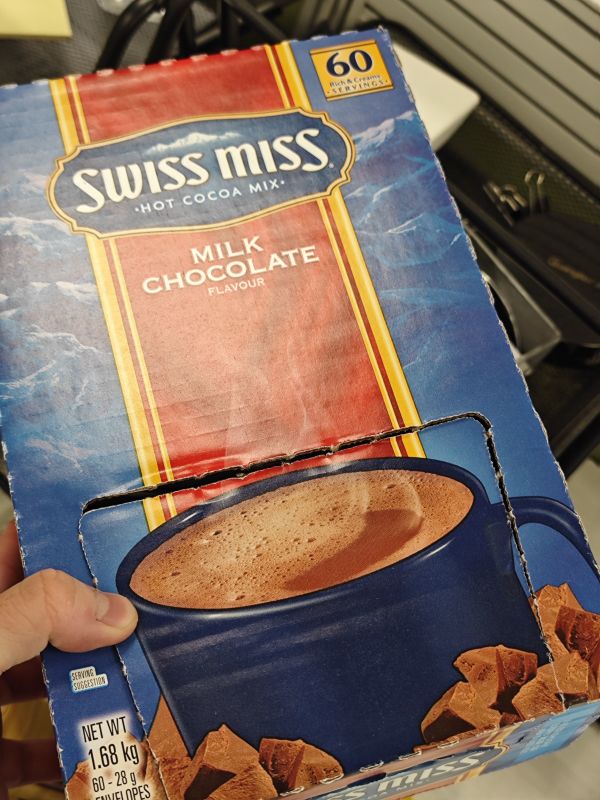 60
Rich & Creamy
• SERVINGS •
SWISS MISS®
• HOT COCOA MIX •
MILK
CHOCOLATE
FLAVOUR
SERVING
SUGGESTION
NET WT
1.68 kg
60 - 28 g
ENVELOPES
SWISS MISS